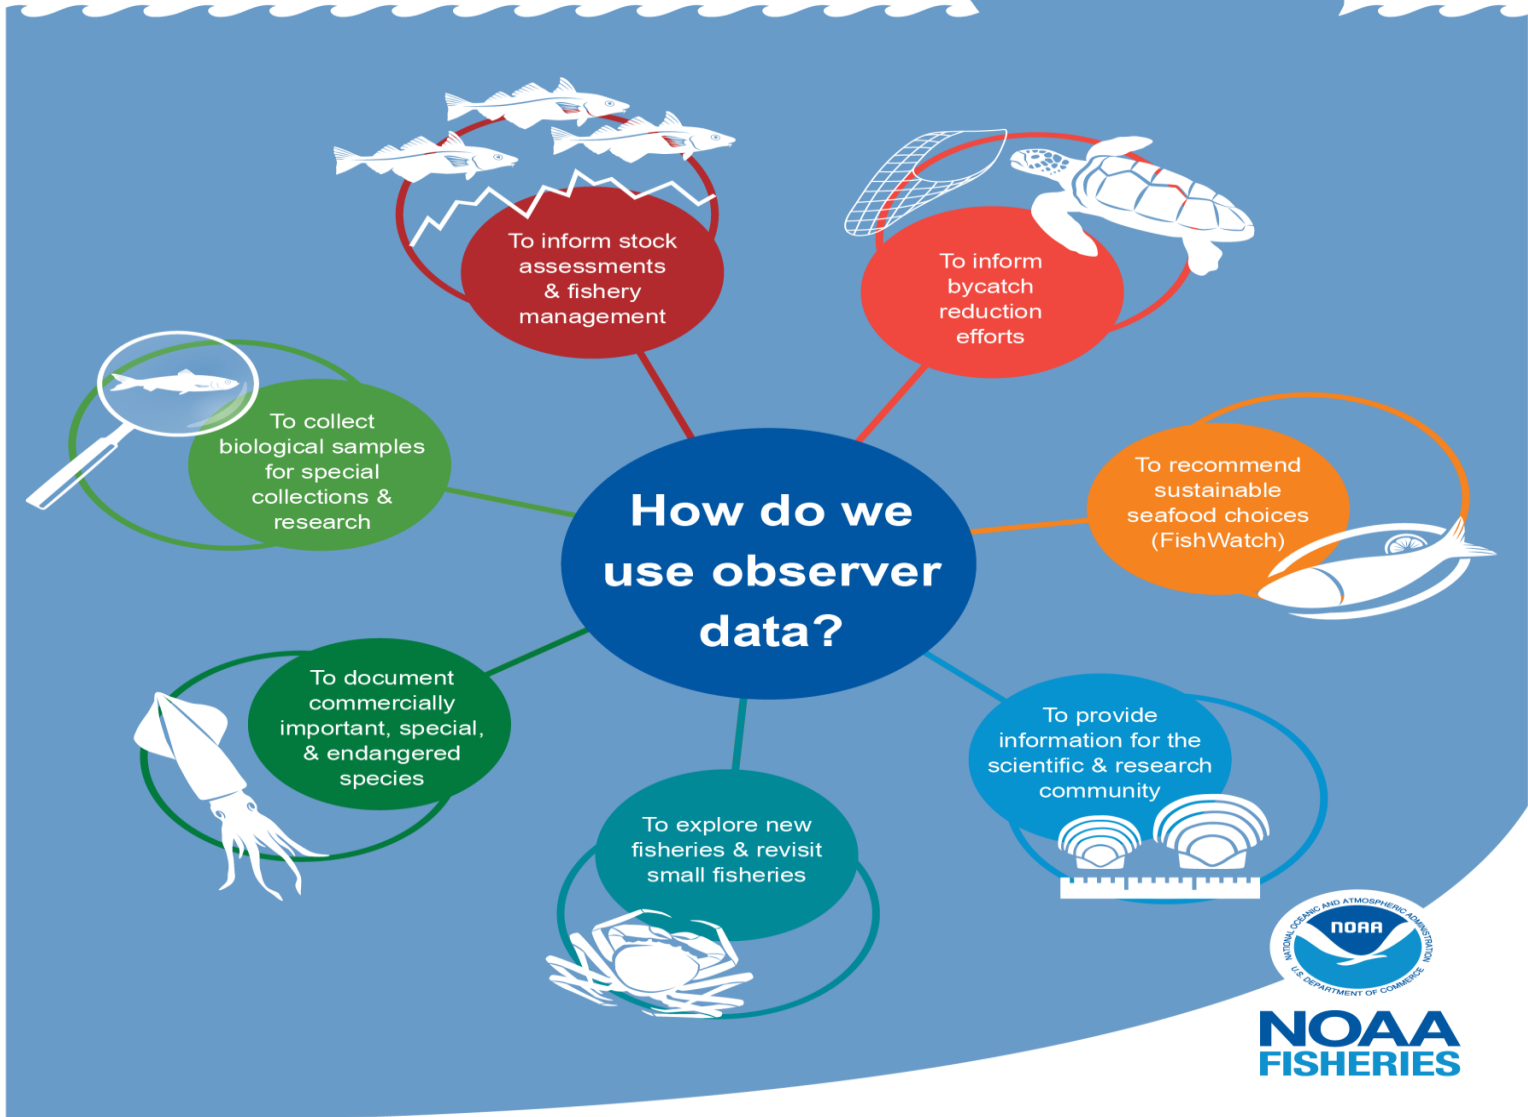 To inform stock
assessments
& fishery
management
To inform
bycatch
reduction
efforts
To collect
biological samples
for special
collections &
research
To recommend
sustainable
seafood choices
(FishWatch)
How do we
use observer
data?
To document
commercially
important, special,
& endangered
species
To provide
information for the
scientific & research
community
To explore new
fisheries & revisit
small fisheries
NATIONAL OCEANIC AND ATMOSPHERIC ADMINISTRATION
NOAA
U.S. DEPARTMENT OF COMMERCE
NOAA
FISHERIES